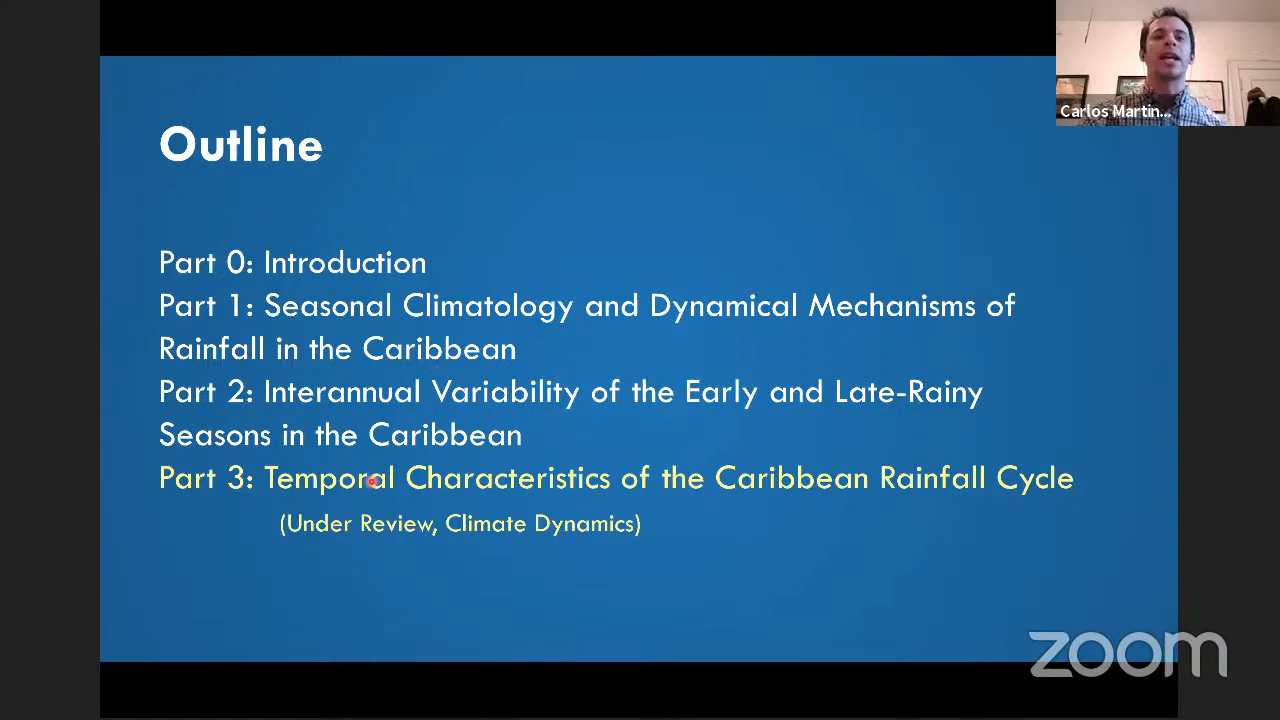 Outline
Part 0: Introduction
Part 1: Seasonal Climatology and Dynamical Mechanisms of
Rainfall in the Caribbean
Part 2: Interannual Variability of the Early and Late-Rainy
Seasons in the Caribbean
Part 3: Temporal Characteristics of the Caribbean Rainfall Cycle
(Under Review, Climate Dynamics)
Carlos Martin...
zoom